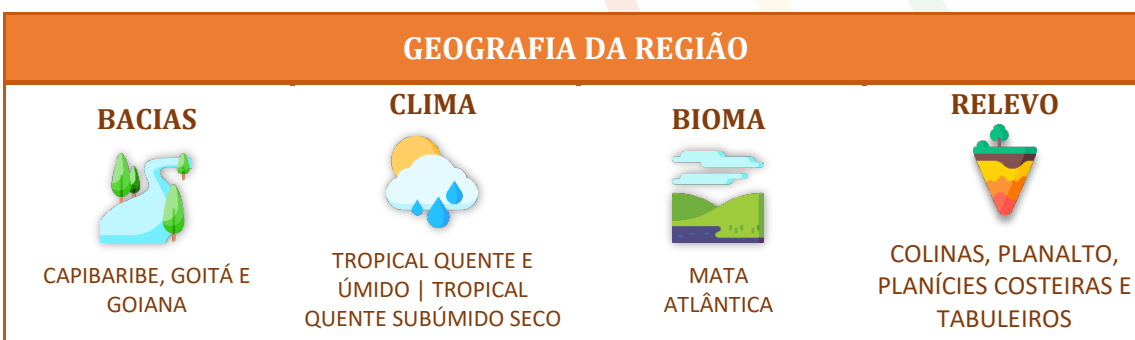 GEOGRAFIA DA REGIÃO
BACIAS
CAPIBARIBE, GOITÁ E
GOIANA
CLIMA
TROPICAL QUENTE E
ÚMIDO | TROPICAL
QUENTE SUBÚMIDO SECO
BIOMA
MATA
ATLÂNTICA
RELEVO
COLINAS, PLANALTO,
PLANÍCIES COSTEIRAS E
TABULEIROS